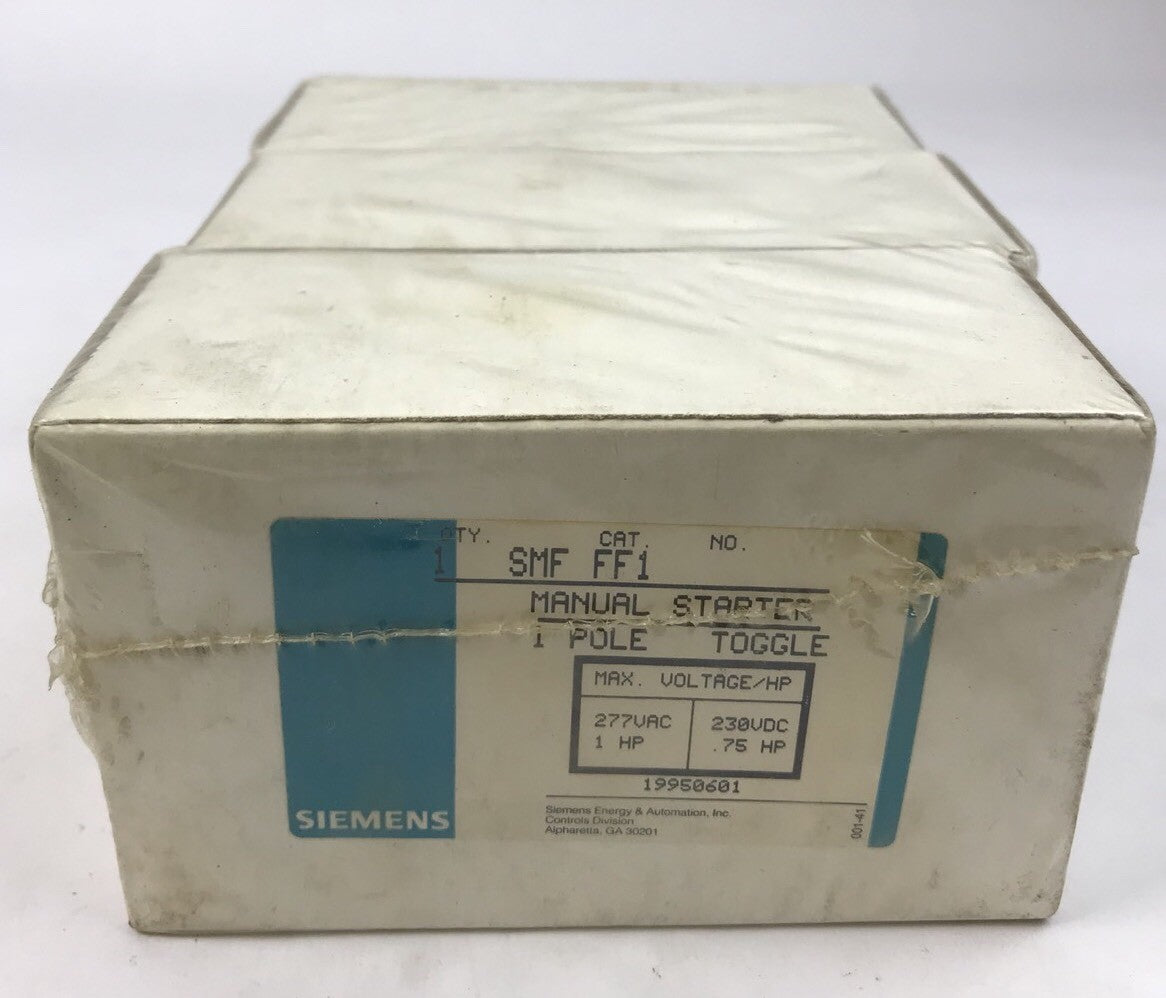 QTY. CAT. NO.
1 SMF FF1
MANUAL STARTER
1 POLE TOGGLE
MAX. VOLTAGE/HP
277VAC 230VDC
1 HP .75 HP
19950601
SIEMENS
Siemens Energy & Automation, Inc.
Controls Division
Alpharetta, GA 30201
001-41